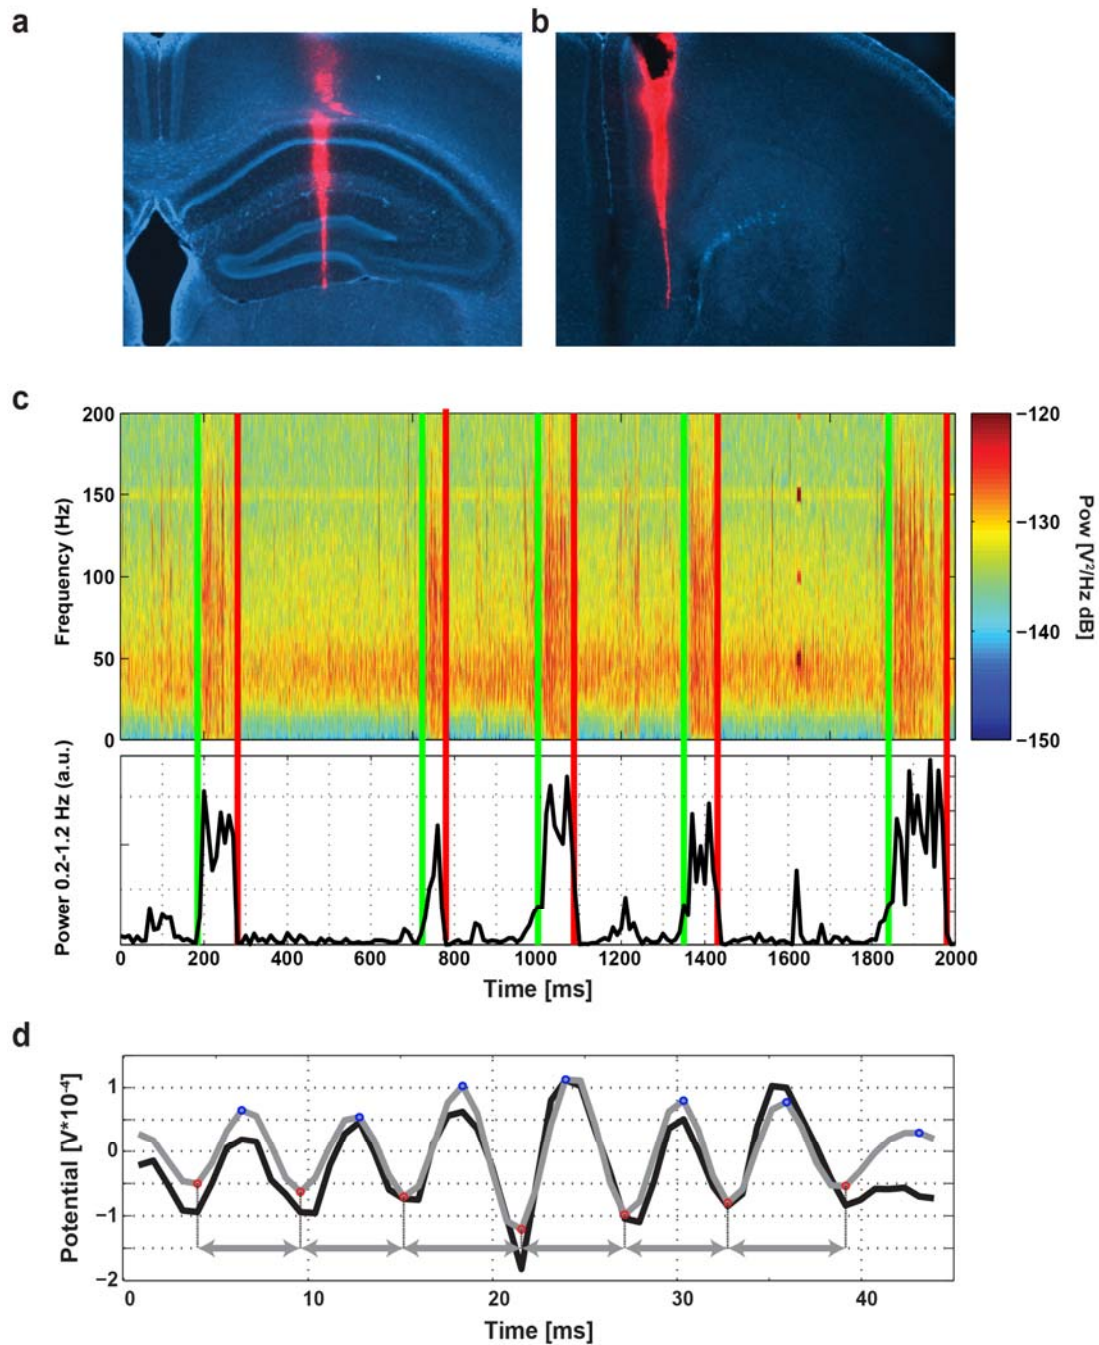 a
b
c
200
150
100
50
0
Frequency (Hz)
−120
−130
−140
−150
Pow [V²/Hz dB]
Power 0.2-1.2 Hz (a.u.)
0 200 400 600 800 1000 1200 1400 1600 1800 2000
Time [ms]
d
1
0
−1
−2
Potential [V*10⁻⁴]
0 10 20 30 40
Time [ms]